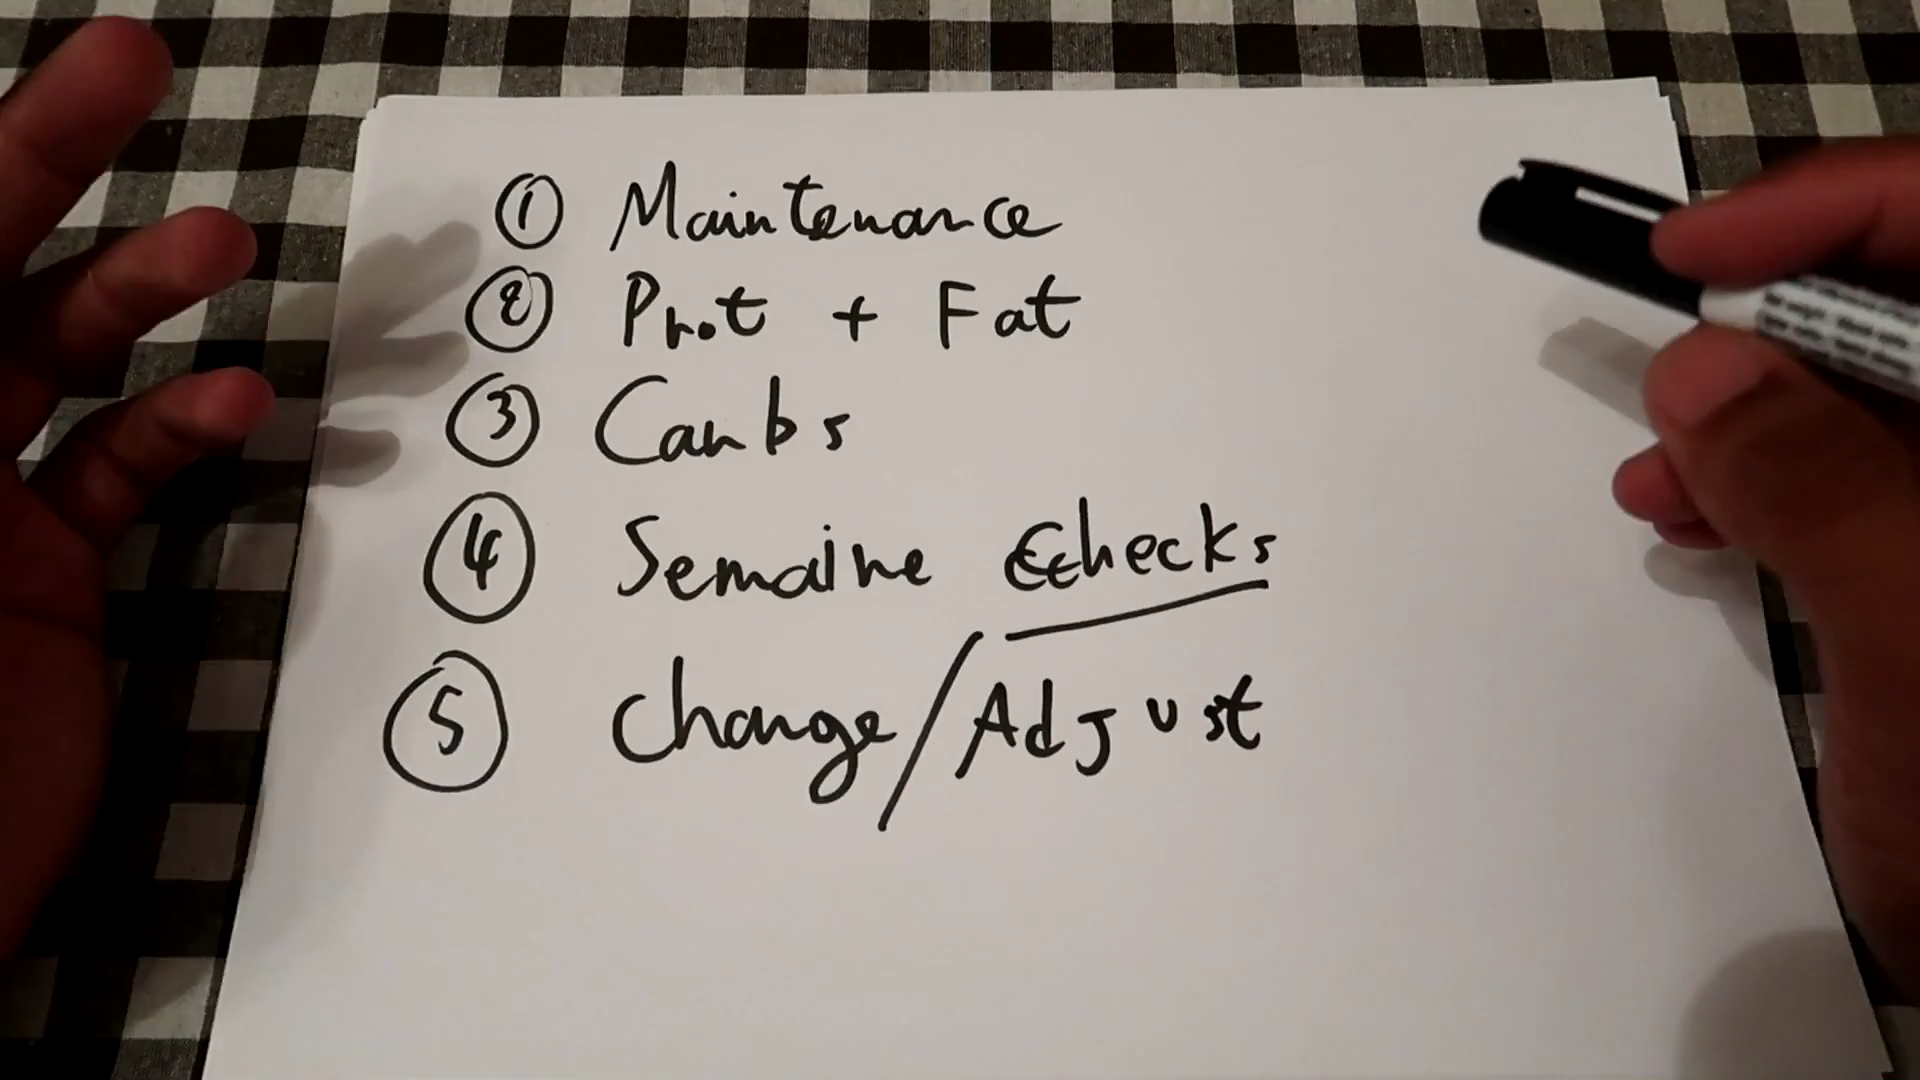 ① Maintenance
② Prot + Fat
③ Carbs
④ Semaine Checks
⑤ Change/Adjust